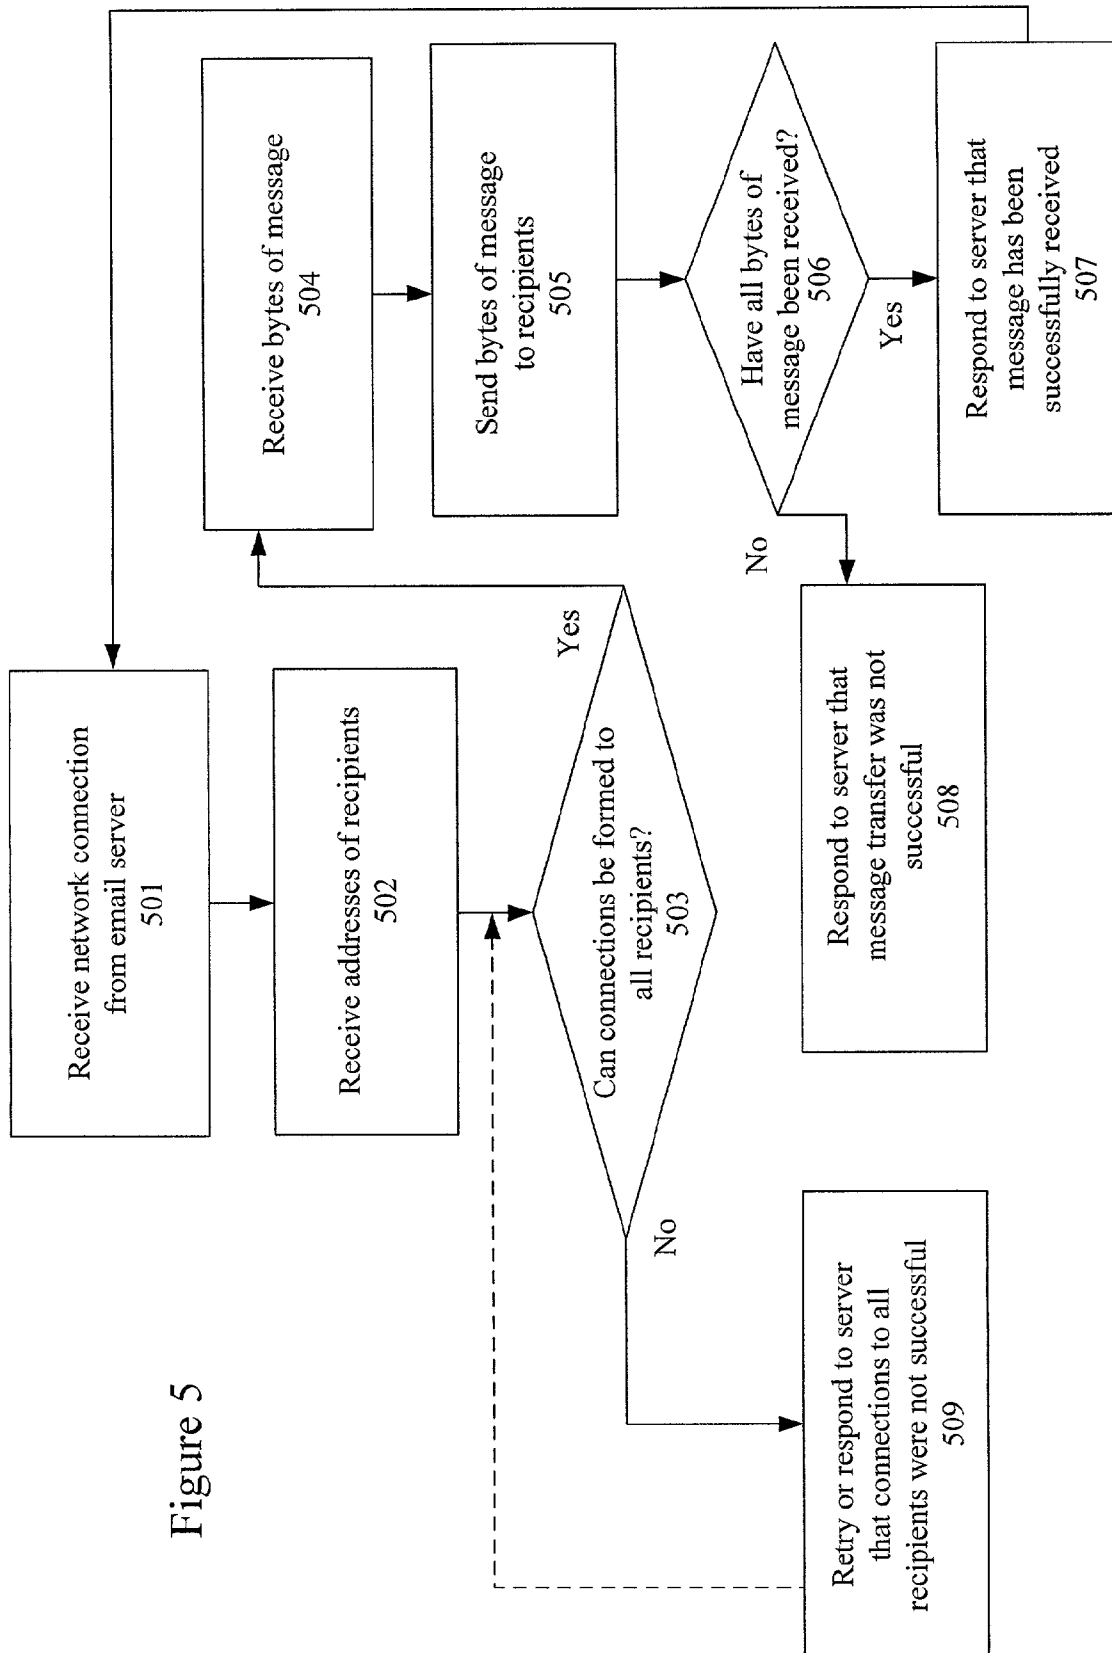 Figure 5
Receive network connection
from email server
501
Receive addresses of recipients
502
Can connections be formed to
all recipients?
503
Yes
No
Receive bytes of message
504
Send bytes of message
to recipients
505
Have all bytes of
message been received?
506
Yes
No
Respond to server that
message has been
successfully received
507
Respond to server that
message transfer was not
successful
508
Retry or respond to server
that connections to all
recipients were not successful
509